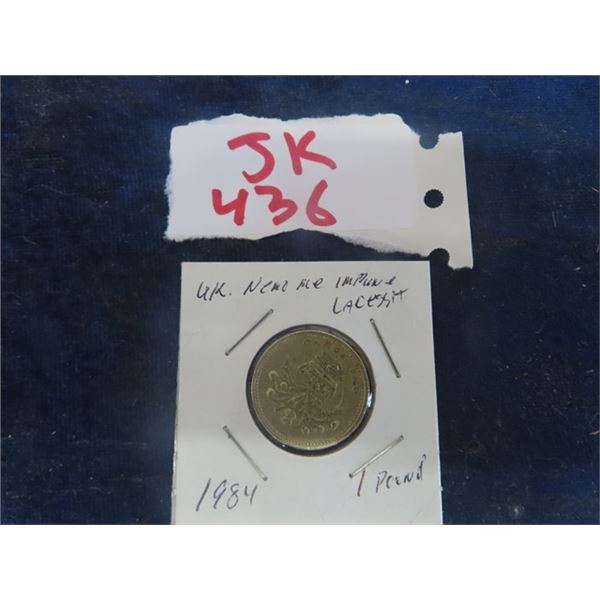 JK
436
UK. Nemo me impune
Lacessit
1984
1 Pound